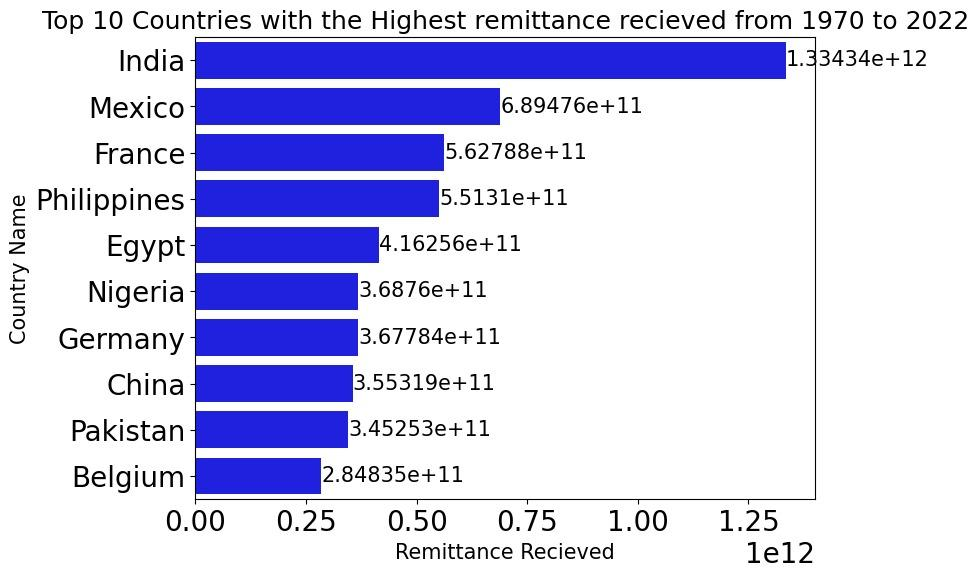 Top 10 Countries with the Highest remittance recieved from 1970 to 2022
Country Name
India 1.33434e+12
Mexico 6.89476e+11
France 5.62788e+11
Philippines 5.5131e+11
Egypt 4.16256e+11
Nigeria 3.6876e+11
Germany 3.67784e+11
China 3.55319e+11
Pakistan 3.45253e+11
Belgium 2.84835e+11
0.00 0.25 0.50 0.75 1.00 1.25
Remittance Recieved 1e12